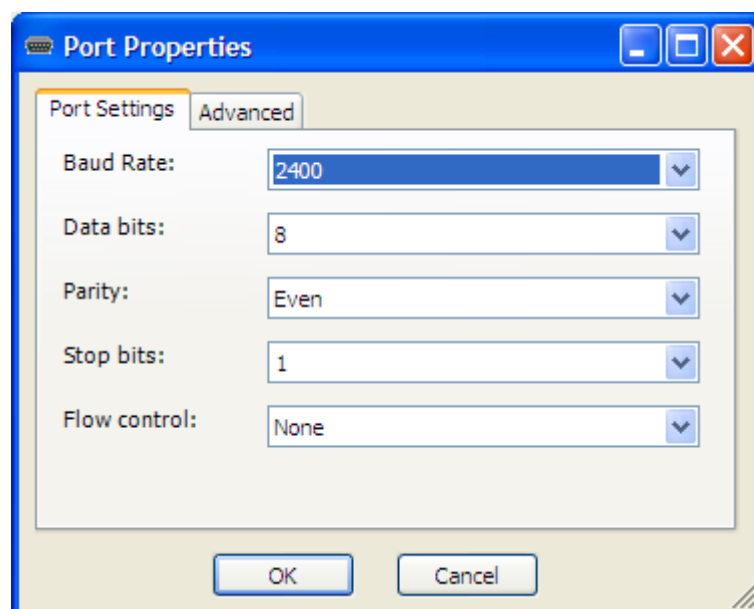 Port Properties
Port Settings Advanced
Baud Rate: 2400
Data bits: 8
Parity: Even
Stop bits: 1
Flow control: None
OK Cancel